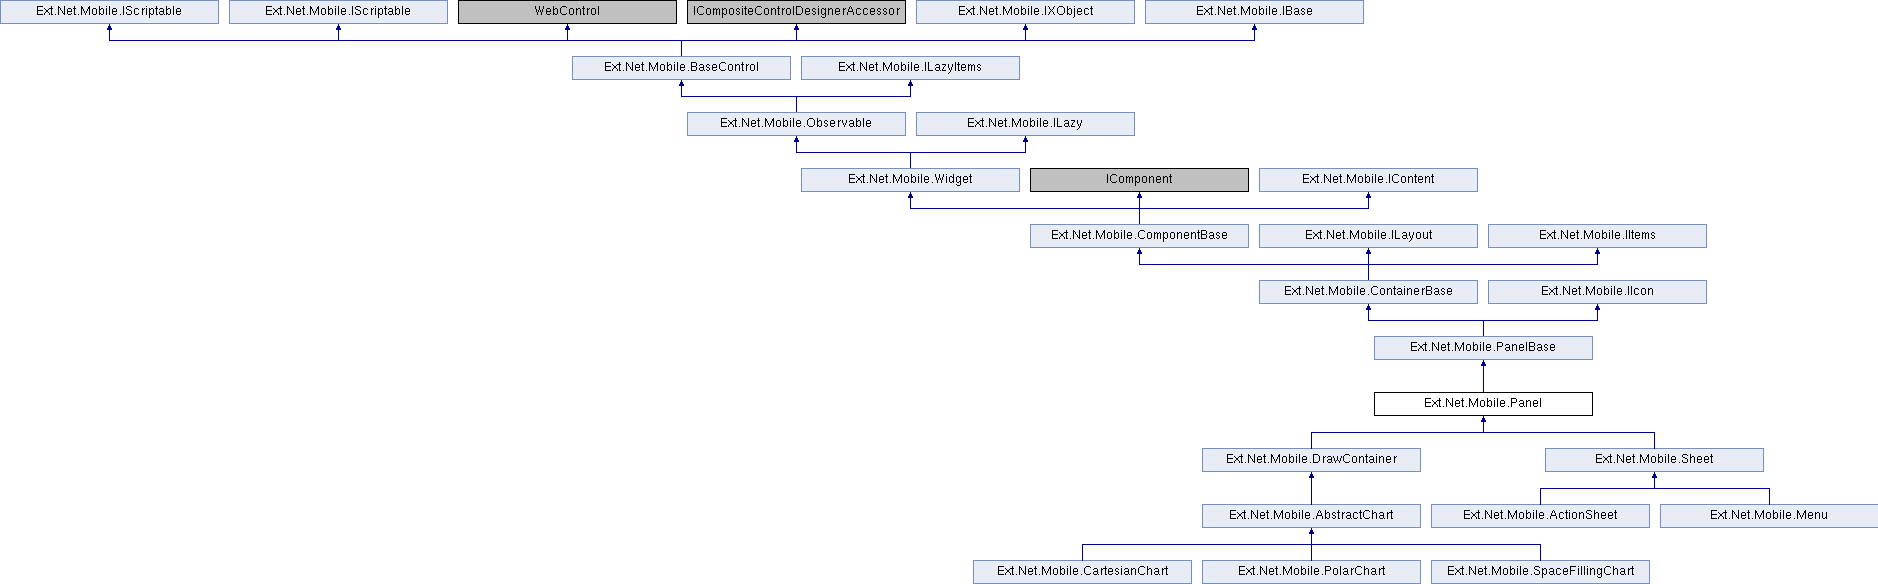 Ext.Net.Mobile.IScriptable
Ext.Net.Mobile.IScriptable
WebControl
ICompositeControlDesignerAccessor
Ext.Net.Mobile.IXObject
Ext.Net.Mobile.IBase
Ext.Net.Mobile.BaseControl
Ext.Net.Mobile.ILazyItems
Ext.Net.Mobile.Observable
Ext.Net.Mobile.ILazy
Ext.Net.Mobile.Widget
IComponent
Ext.Net.Mobile.IContent
Ext.Net.Mobile.ComponentBase
Ext.Net.Mobile.ILayout
Ext.Net.Mobile.IItems
Ext.Net.Mobile.ContainerBase
Ext.Net.Mobile.IIcon
Ext.Net.Mobile.PanelBase
Ext.Net.Mobile.Panel
Ext.Net.Mobile.DrawContainer
Ext.Net.Mobile.Sheet
Ext.Net.Mobile.AbstractChart
Ext.Net.Mobile.ActionSheet
Ext.Net.Mobile.Menu
Ext.Net.Mobile.CartesianChart
Ext.Net.Mobile.PolarChart
Ext.Net.Mobile.SpaceFillingChart